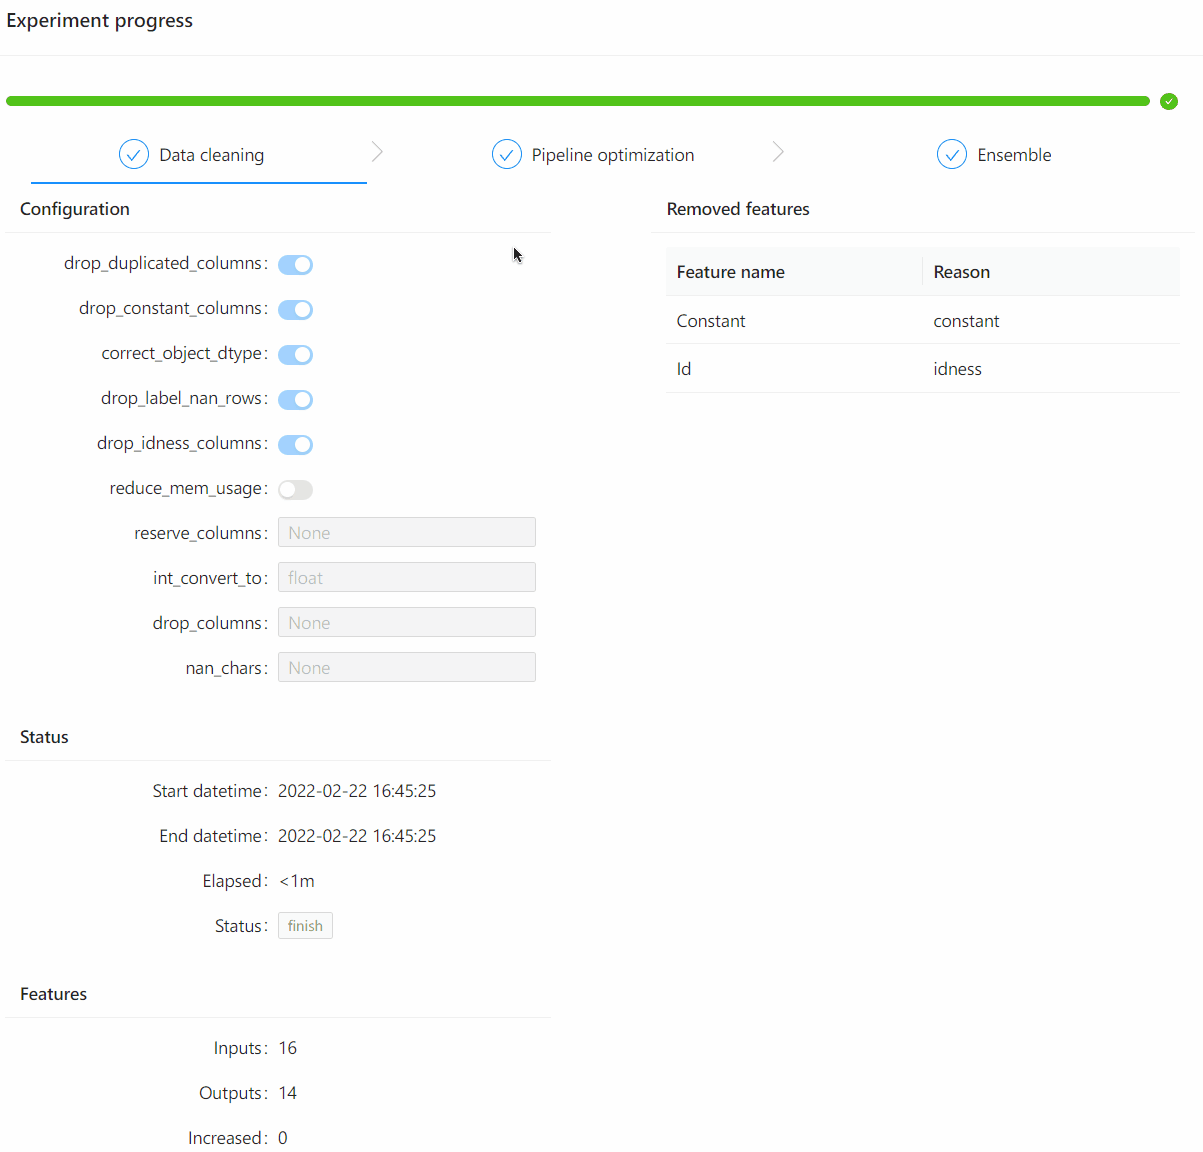 Experiment progress
Data cleaning
Pipeline optimization
Ensemble
Configuration
drop_duplicated_columns:
drop_constant_columns:
correct_object_dtype:
drop_label_nan_rows:
drop_idness_columns:
reduce_mem_usage:
reserve_columns: None
int_convert_to: float
drop_columns: None
nan_chars: None
Removed features
Feature name Reason
Constant constant
Id idness
Status
Start datetime: 2022-02-22 16:45:25
End datetime: 2022-02-22 16:45:25
Elapsed: <1m
Status: finish
Features
Inputs: 16
Outputs: 14
Increased: 0